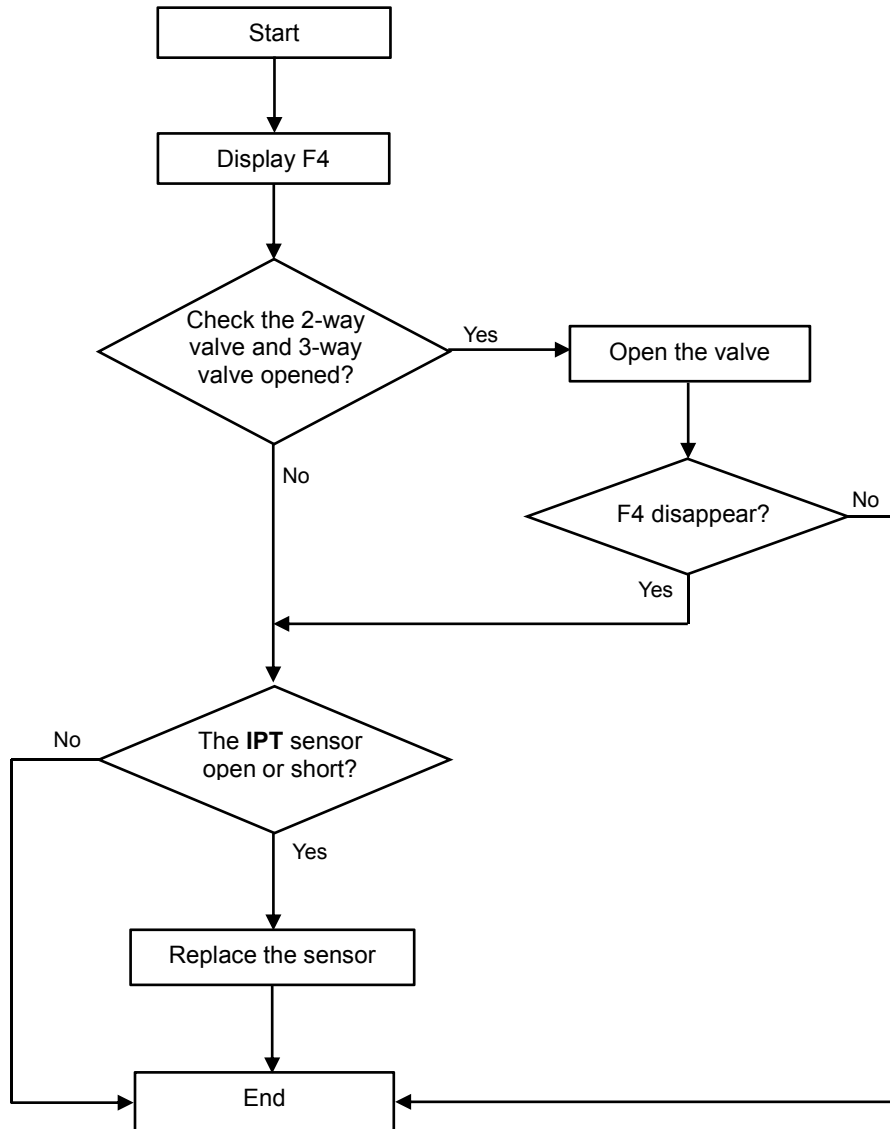 Start
Display F4
Check the 2-way
valve and 3-way
valve opened?
Yes
Open the valve
No
F4 disappear?
No
Yes
The IPT sensor
open or short?
No
Yes
Replace the sensor
End